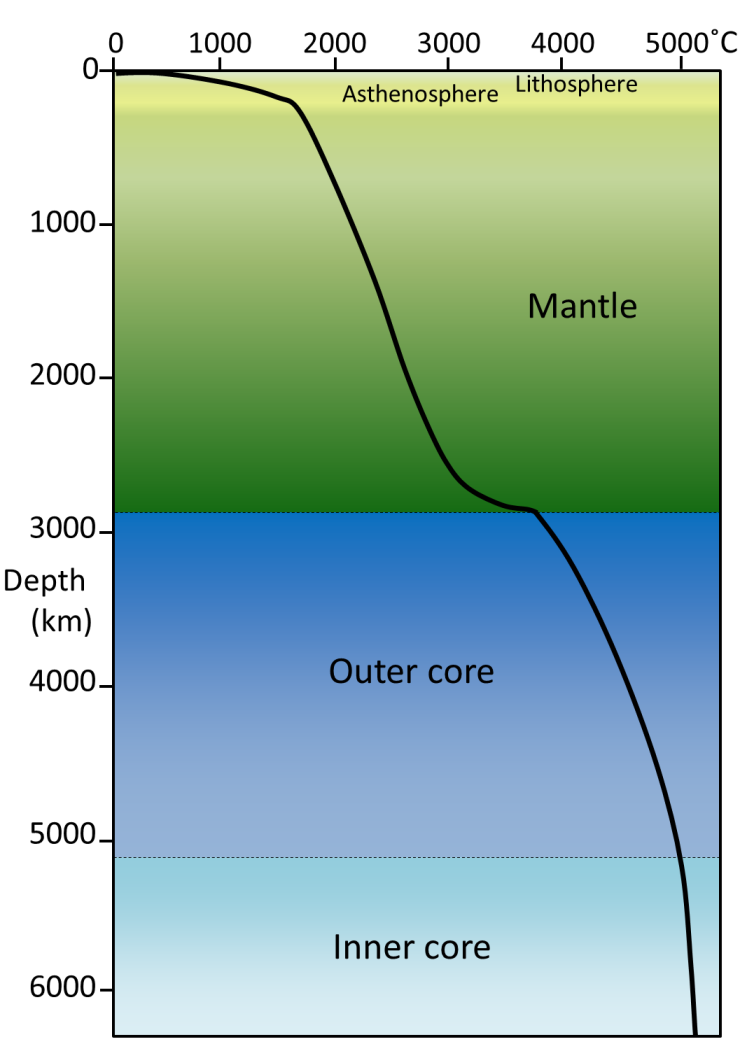 0 1000 2000 3000 4000 5000˚C
0
Lithosphere
Asthenosphere
1000
Mantle
2000
3000
Depth
(km)
Outer core
4000
5000
Inner core
6000